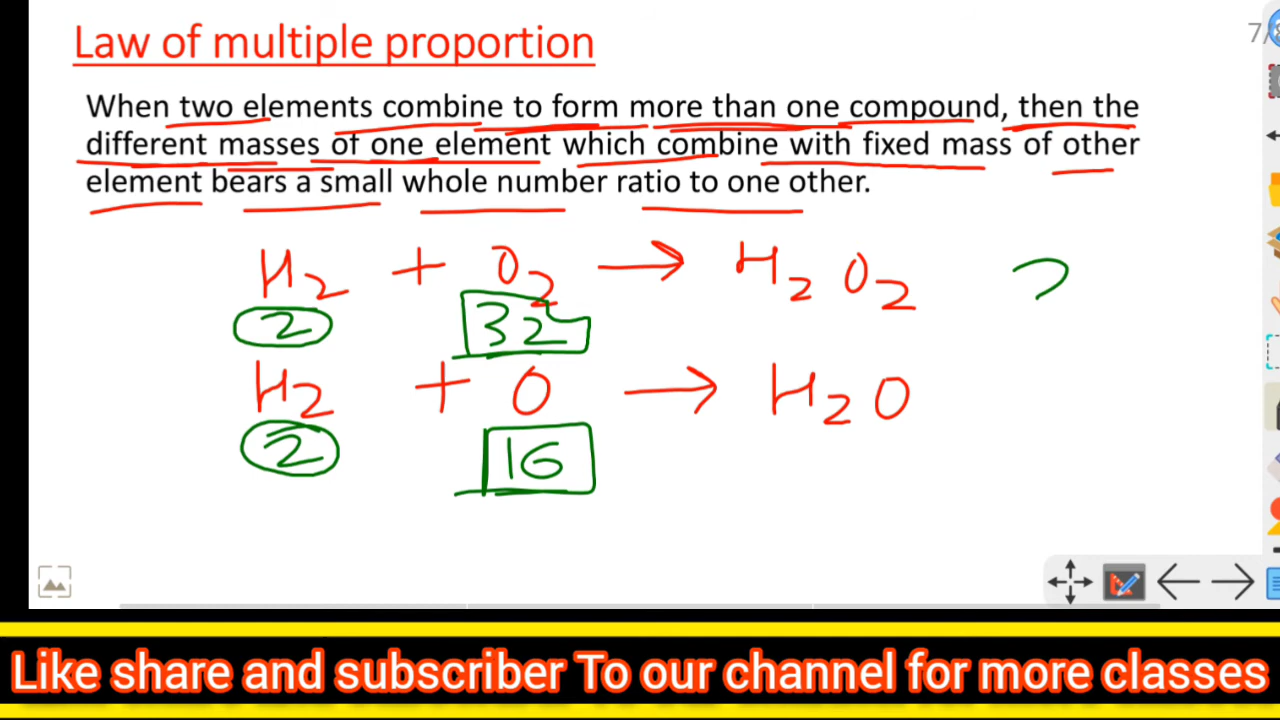 Law of multiple proportion
7/
When two elements combine to form more than one compound, then the
different masses of one element which combine with fixed mass of other
element bears a small whole number ratio to one other.
H2 + O2 → H2O2
2 32
H2 + O → H2O
2 16
Like share and subscriber To our channel for more classes